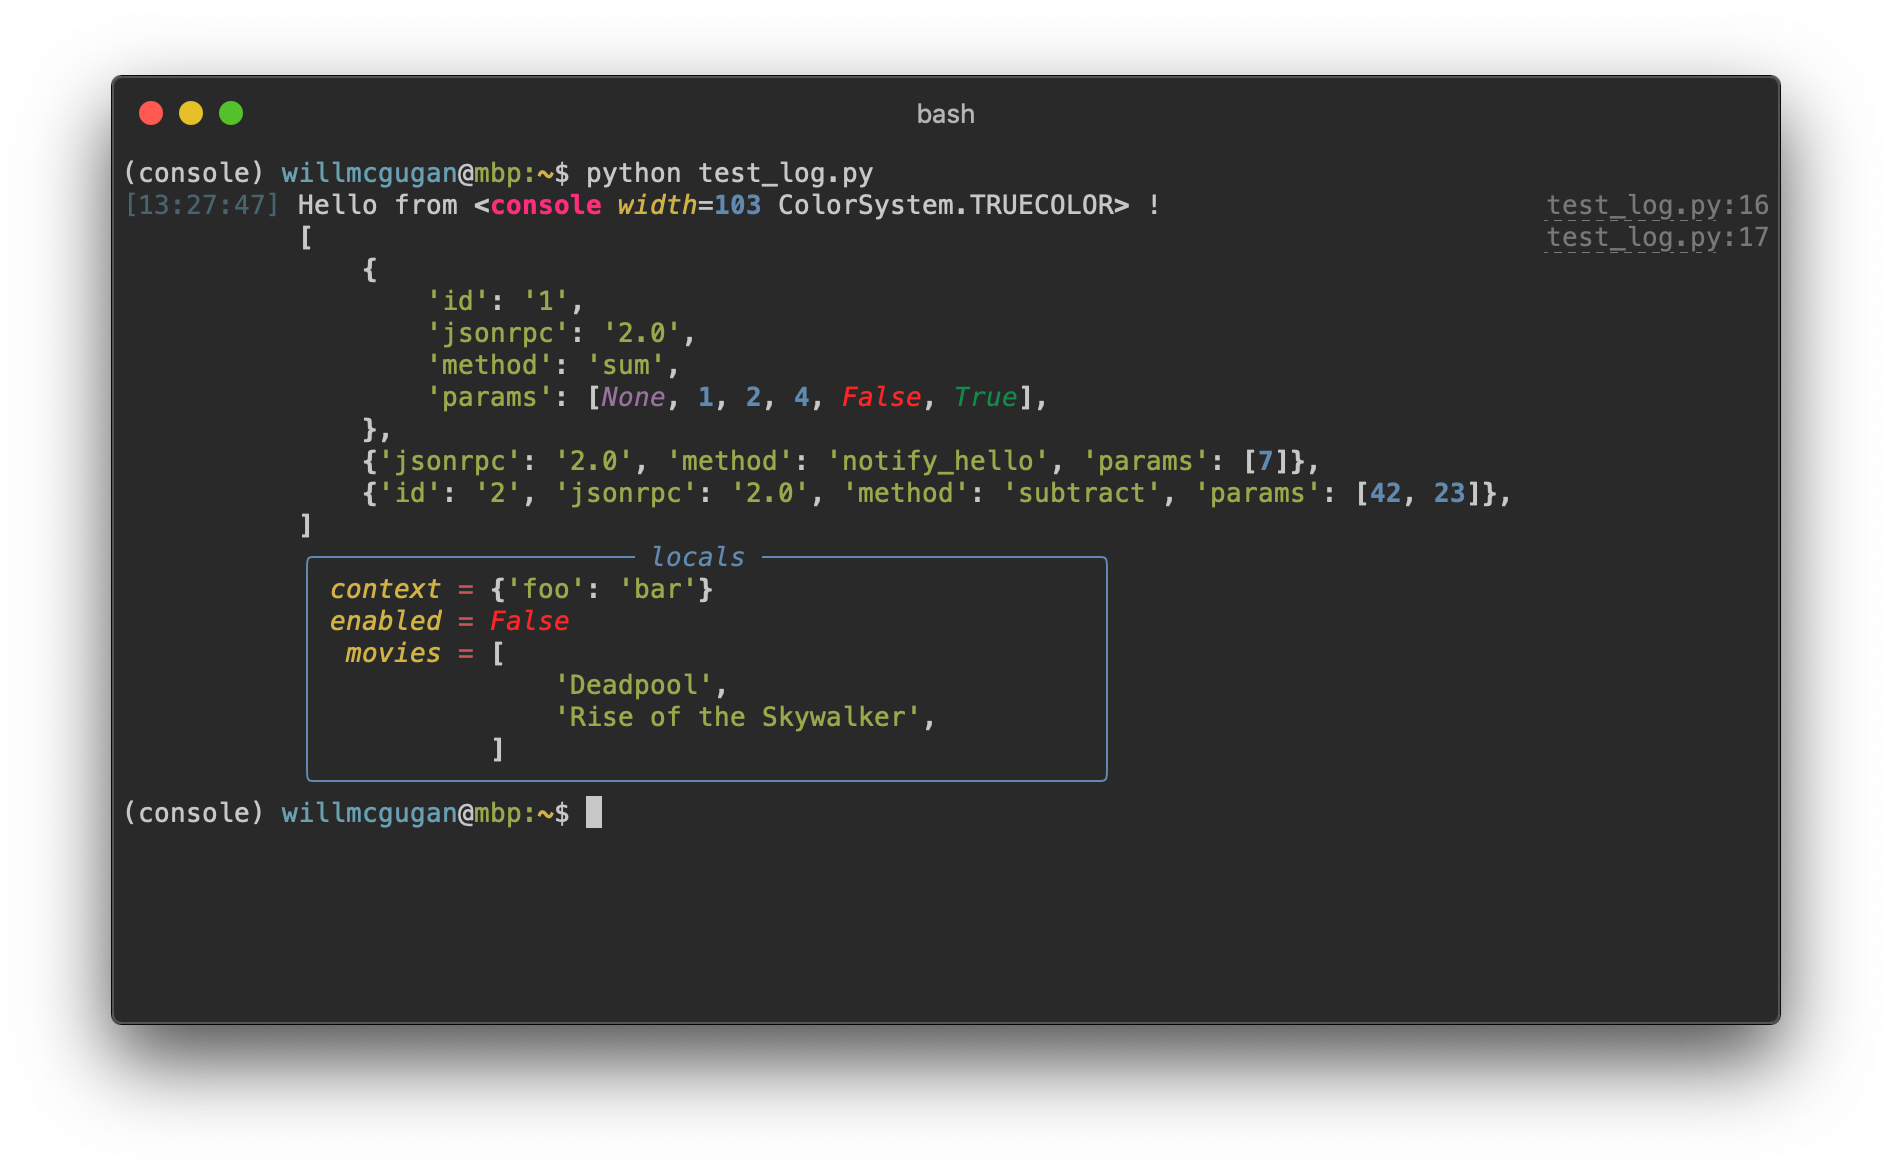 bash
(console) willmcgugan@mbp:~$ python test_log.py
[13:27:47] Hello from <console width=103 ColorSystem.TRUECOLOR> ! test_log.py:16
[ test_log.py:17
{
'id': '1',
'jsonrpc': '2.0',
'method': 'sum',
'params': [None, 1, 2, 4, False, True],
},
{'jsonrpc': '2.0', 'method': 'notify_hello', 'params': [7]},
{'id': '2', 'jsonrpc': '2.0', 'method': 'subtract', 'params': [42, 23]},
]
locals
context = {'foo': 'bar'}
enabled = False
movies = [
'Deadpool',
'Rise of the Skywalker',
]
(console) willmcgugan@mbp:~$